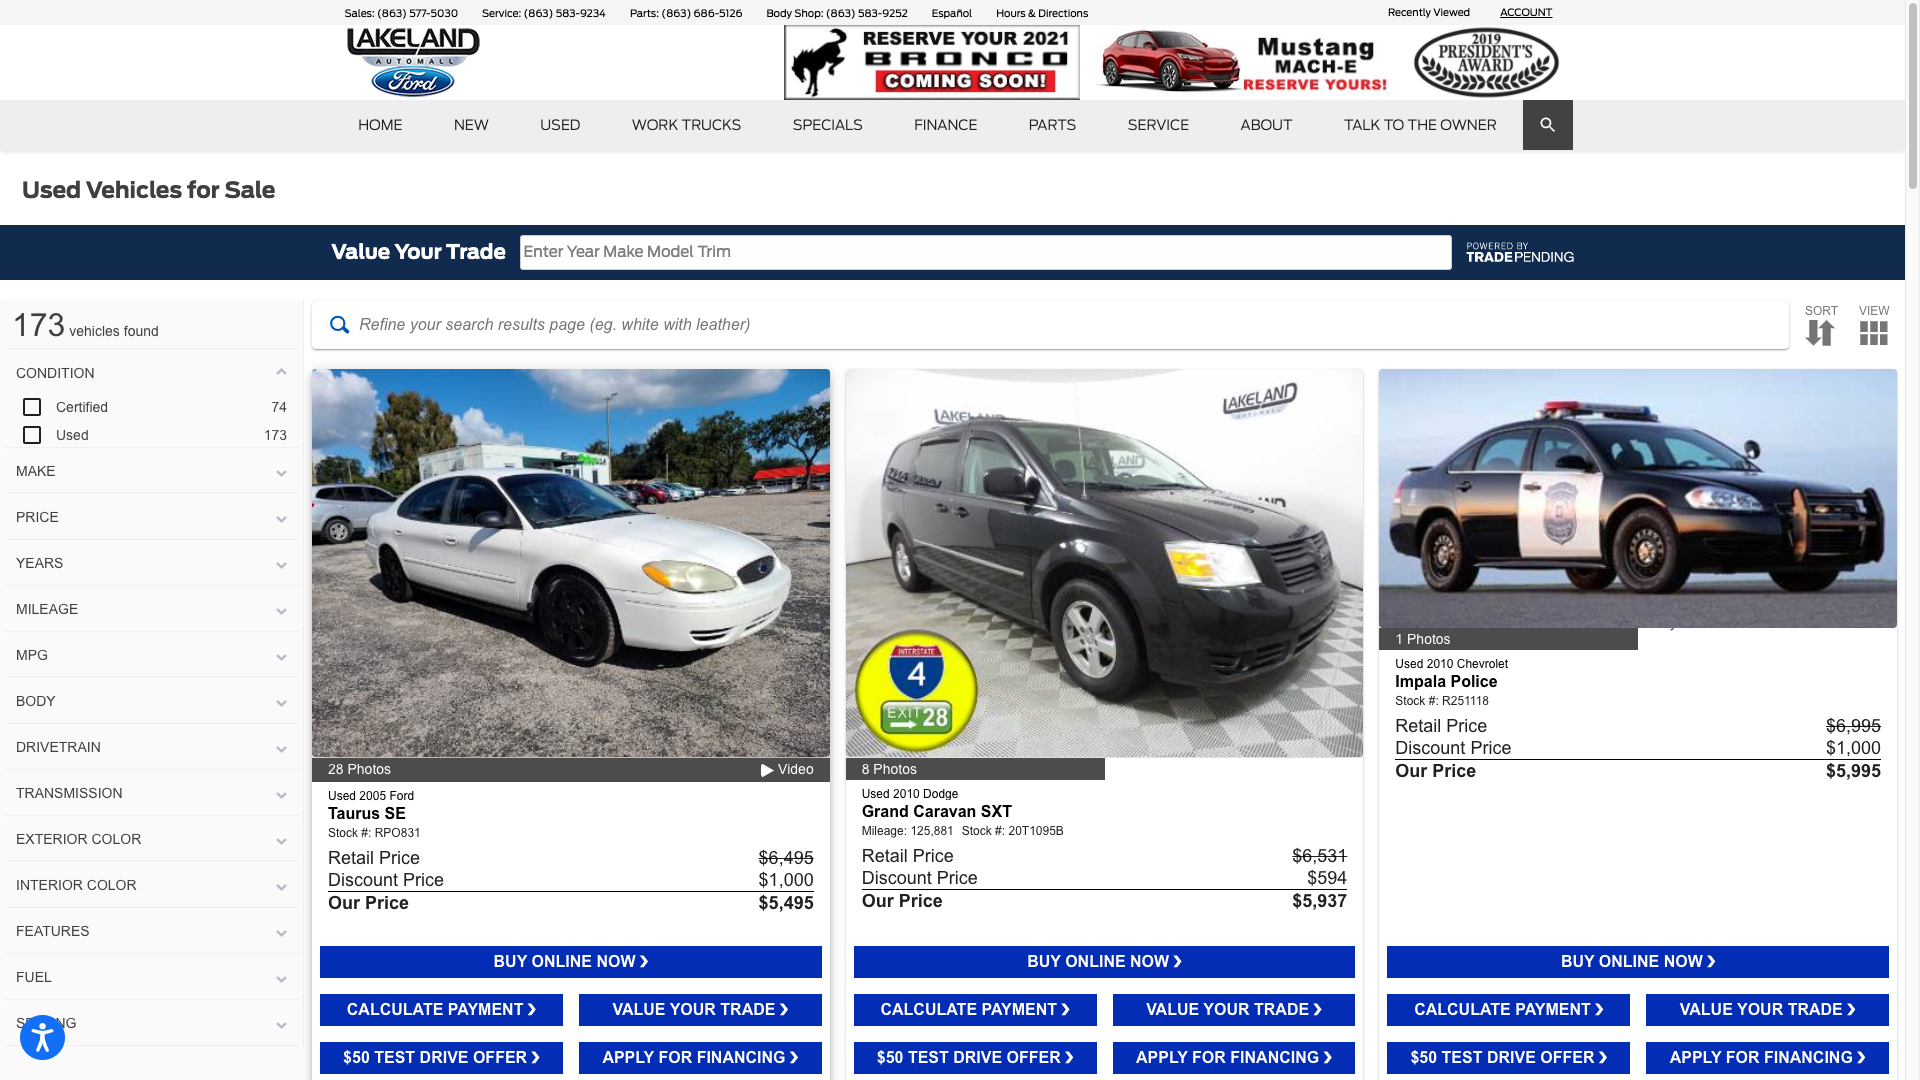 Sales: (863) 577-5030 Service: (863) 583-9234 Parts: (863) 686-5126 Body Shop: (863) 583-9252 Español Hours & Directions Recently Viewed ACCOUNT
LAKELAND
AUTOMALL
Ford
RESERVE YOUR 2021
BRONCO
COMING SOON!
Mustang
MACH-E
RESERVE YOURS!
2019
PRESIDENT'S
AWARD
HOME NEW USED WORK TRUCKS SPECIALS FINANCE PARTS SERVICE ABOUT TALK TO THE OWNER
Used Vehicles for Sale
Value Your Trade Enter Year Make Model Trim
POWERED BY
TRADEPENDING
173 vehicles found
CONDITION
Certified 74
Used 173
MAKE
PRICE
YEARS
MILEAGE
MPG
BODY
DRIVETRAIN
TRANSMISSION
EXTERIOR COLOR
INTERIOR COLOR
FEATURES
FUEL
Refine your search results page (eg. white with leather)
SORT VIEW
28 Photos Video
Used 2005 Ford
Taurus SE
Stock #: RPO831
Retail Price $6,495
Discount Price $1,000
Our Price $5,495
BUY ONLINE NOW ❯
CALCULATE PAYMENT ❯ VALUE YOUR TRADE ❯
$50 TEST DRIVE OFFER ❯ APPLY FOR FINANCING ❯
LAKELAND
LAKELAND
AUTOMALL
LAKELAND
INTERSTATE
4
EXIT 28
8 Photos
Used 2010 Dodge
Grand Caravan SXT
Mileage: 125,881 Stock #: 20T1095B
Retail Price $6,531
Discount Price $594
Our Price $5,937
BUY ONLINE NOW ❯
CALCULATE PAYMENT ❯ VALUE YOUR TRADE ❯
$50 TEST DRIVE OFFER ❯ APPLY FOR FINANCING ❯
1 Photos
Used 2010 Chevrolet
Impala Police
Stock #: R251118
Retail Price $6,995
Discount Price $1,000
Our Price $5,995
BUY ONLINE NOW ❯
CALCULATE PAYMENT ❯ VALUE YOUR TRADE ❯
$50 TEST DRIVE OFFER ❯ APPLY FOR FINANCING ❯